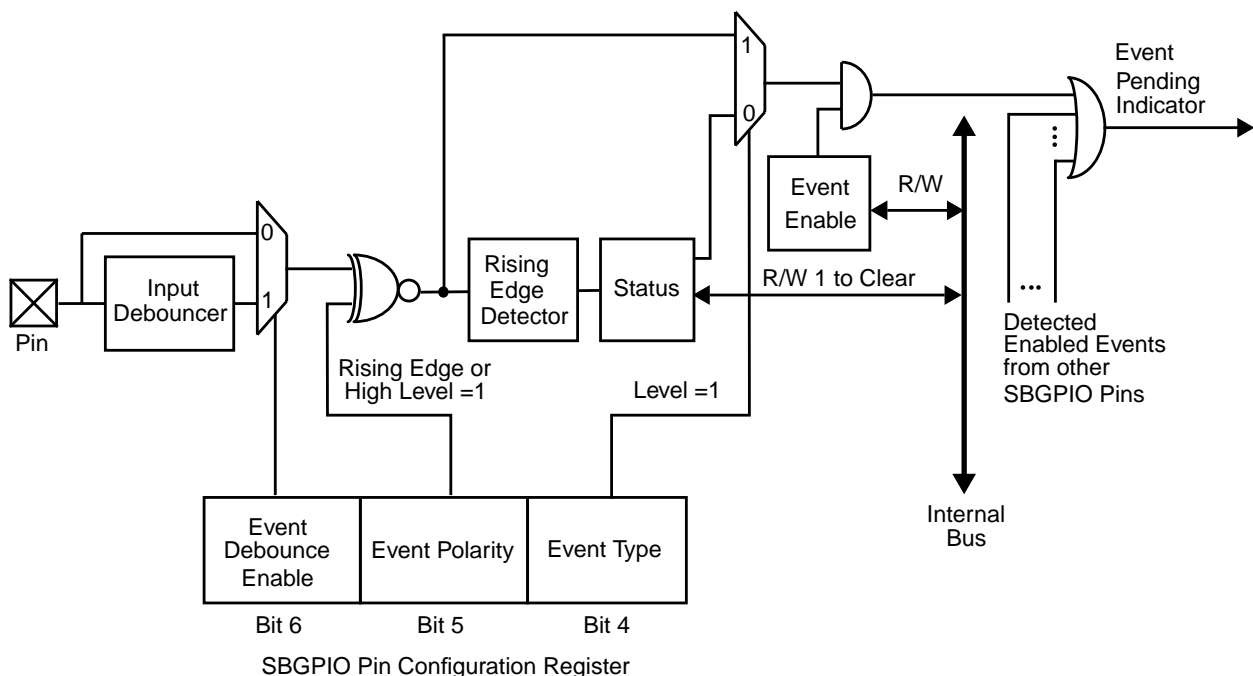 1
0
Event
Pending
Indicator
Event
Enable
R/W
0
1
Input
Debouncer
Pin
Rising
Edge
Detector
Status
R/W 1 to Clear
Detected
Enabled Events
from other
SBGPIO Pins
Rising Edge or
High Level =1
Level =1
Internal
Bus
Event
Debounce
Enable
Event Polarity
Event Type
Bit 6
Bit 5
Bit 4
SBGPIO Pin Configuration Register